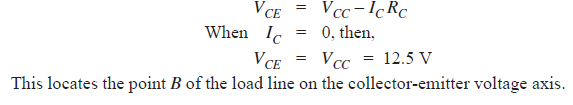 V_CE = V_CC – I_C R_C
When I_C = 0, then,
V_CE = V_CC = 12.5 V
This locates the point B of the load line on the collector-emitter voltage axis.